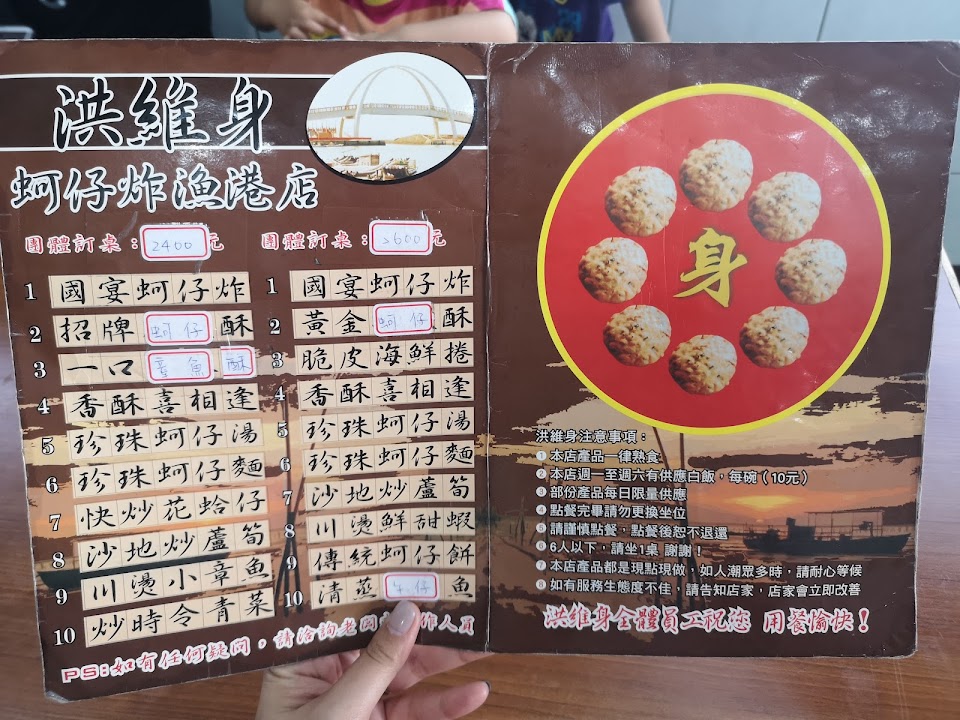 洪維身
蚵仔炸漁港店
團體訂桌：2400元
1 國宴蚵仔炸
2 招牌蚵仔酥
3 一口章魚酥
4 香酥喜相逢
5 珍珠蚵仔湯
6 珍珠蚵仔麵
7 快炒花蛤仔
8 沙地炒蘆筍
9 川燙小章魚
10 炒時令青菜
團體訂桌：2600元
1 國宴蚵仔炸
2 黃金蚵仔酥
3 脆皮海鮮捲
4 香酥喜相逢
5 珍珠蚵仔湯
6 珍珠蚵仔麵
7 沙地炒蘆筍
8 川燙鮮甜蝦
9 傳統蚵仔餅
10 清蒸午仔魚
PS:如有任何疑問，請洽詢老闆 作人員
身
洪維身注意事項：
1 本店產品一律熟食
2 本店週一至週六有供應白飯，每碗（10元）
3 部份產品每日限量供應
4 點餐完畢請勿更換坐位
5 請謹慎點餐，點餐後恕不退還
6 6人以下，請坐1桌 謝謝！
7 本店產品都是現點現做，如人潮眾多時，請耐心等候
8 如有服務生態度不佳，請告知店家，店家會立即改善
洪維身全體員工祝您 用餐愉快！